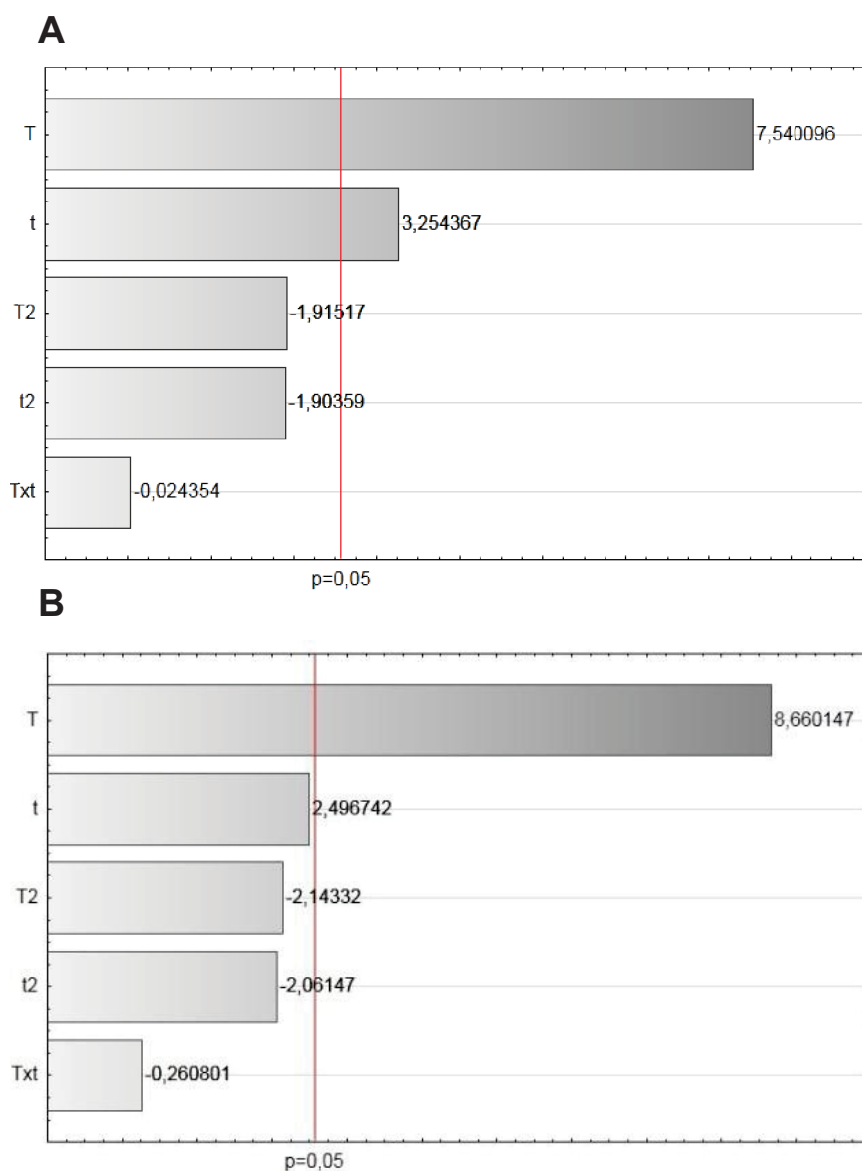 A
T
7,540096
t
3,254367
T2
-1,91517
t2
-1,90359
Txt
-0,024354
p=0,05
B
T
8,660147
t
2,496742
T2
-2,14332
t2
-2,06147
Txt
-0,260801
p=0,05